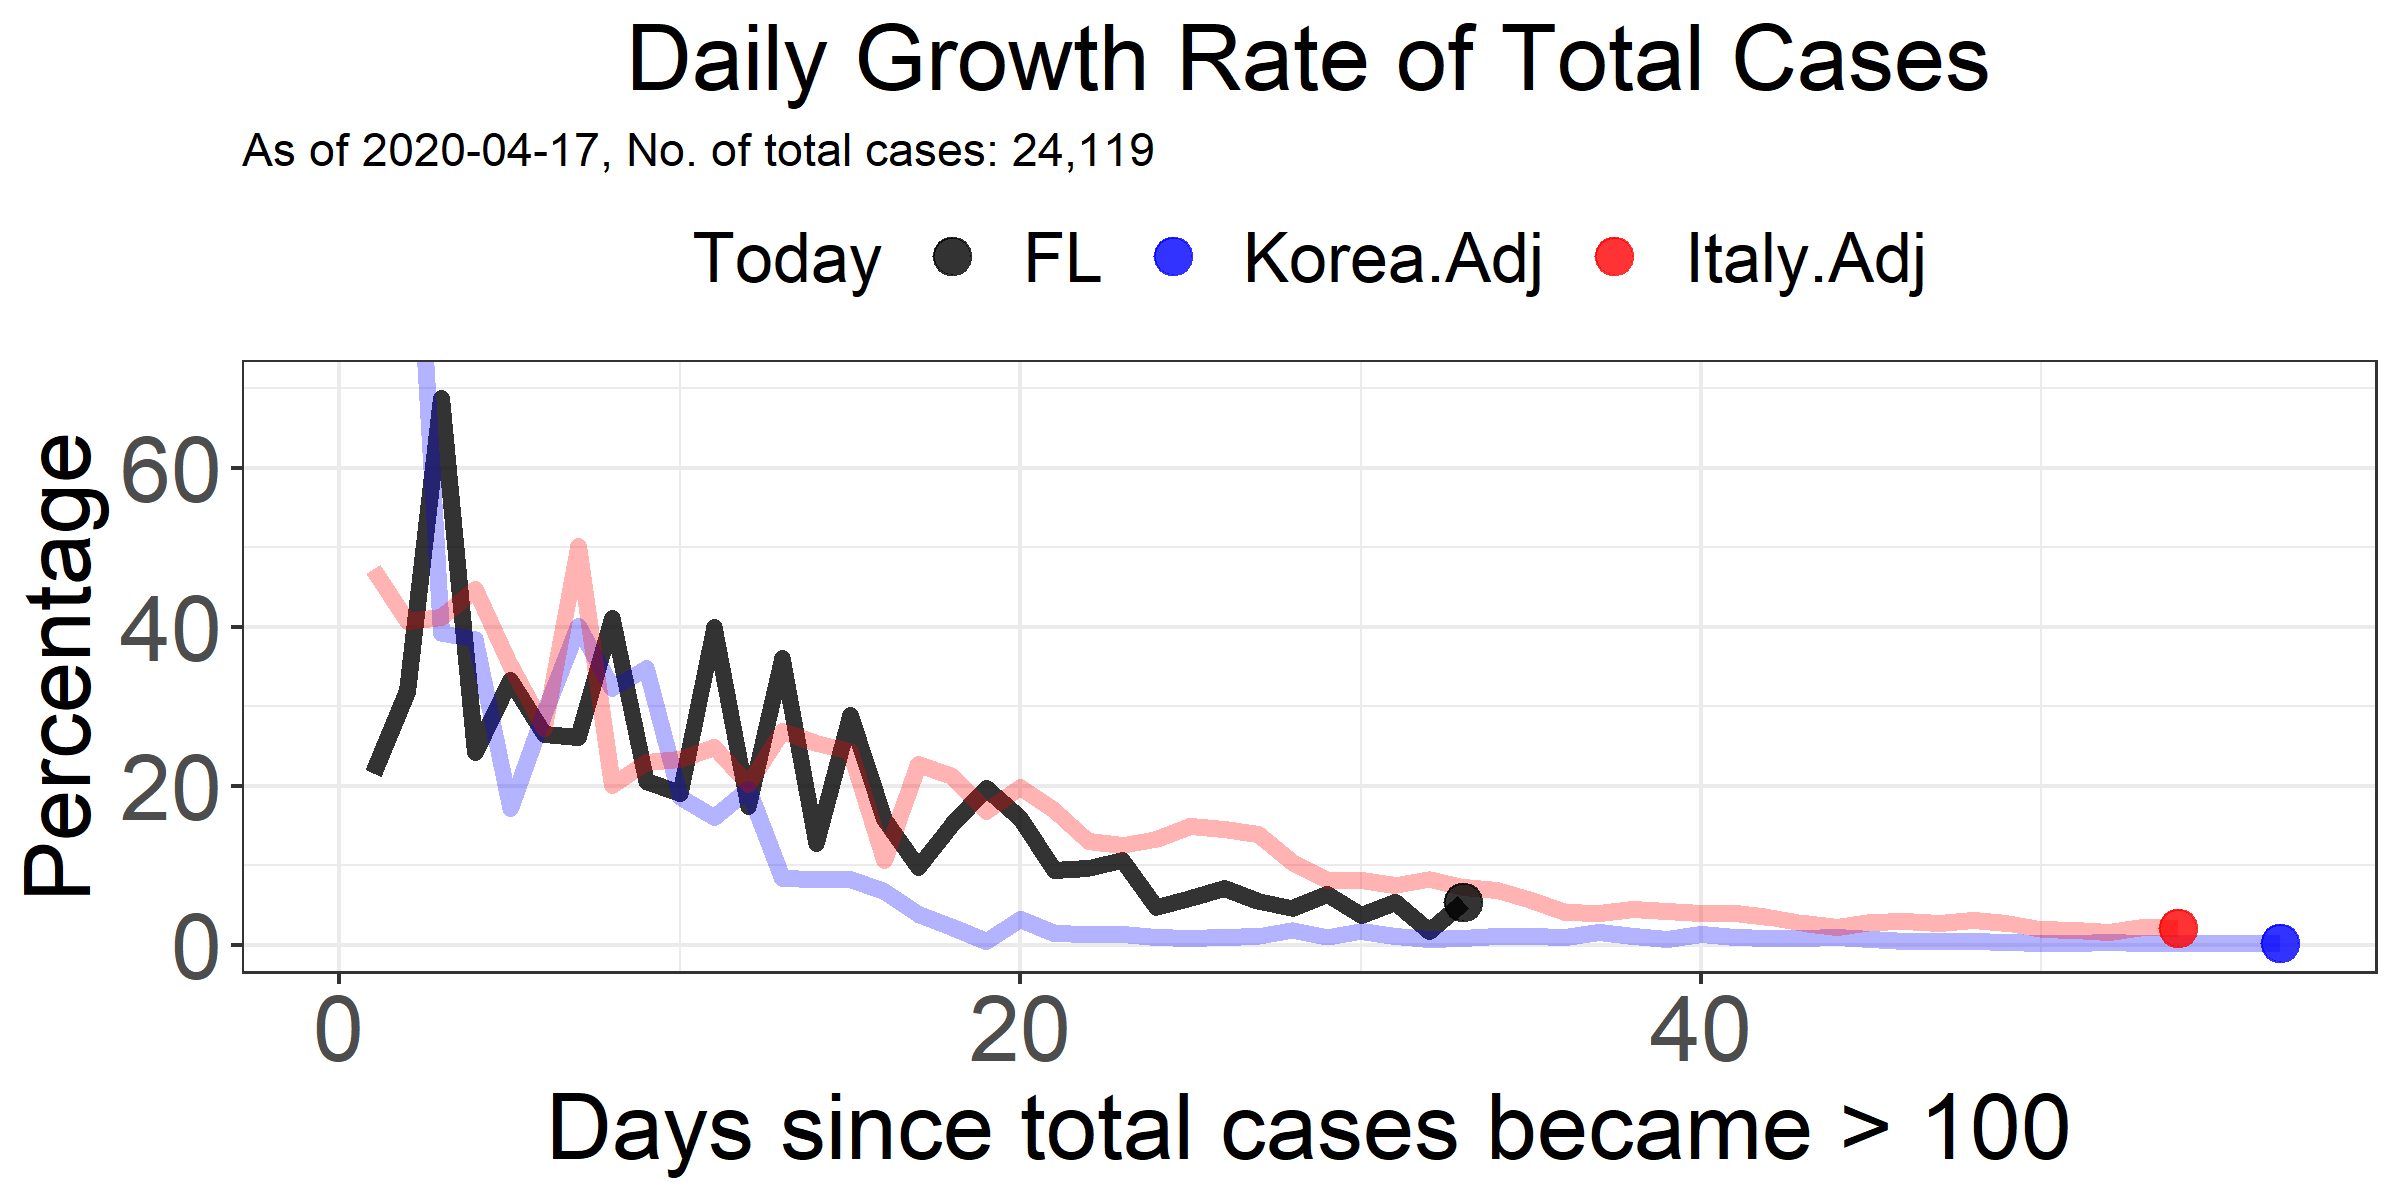 Daily Growth Rate of Total Cases
As of 2020-04-17, No. of total cases: 24,119
Today FL Korea.Adj Italy.Adj
Percentage
60
40
20
0
0 20 40
Days since total cases became > 100